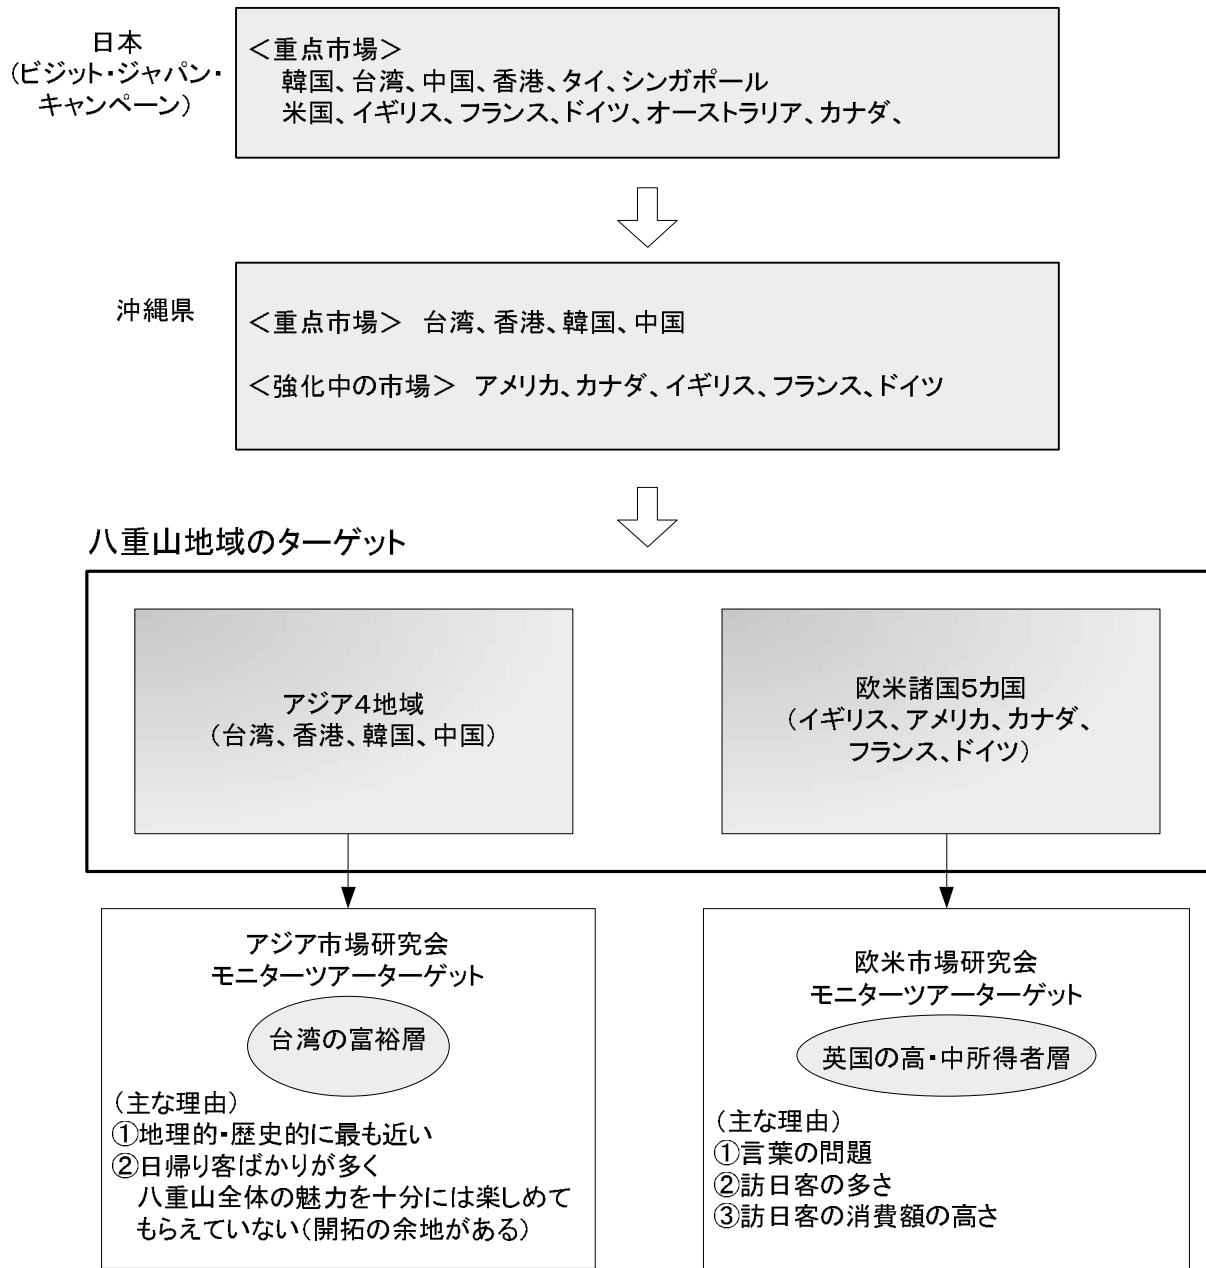 日本
(ビジット・ジャパン・
キャンペーン)
＜重点市場＞
韓国、台湾、中国、香港、タイ、シンガポール
米国、イギリス、フランス、ドイツ、オーストラリア、カナダ、
沖縄県
＜重点市場＞ 台湾、香港、韓国、中国
＜強化中の市場＞ アメリカ、カナダ、イギリス、フランス、ドイツ
八重山地域のターゲット
アジア4地域
(台湾、香港、韓国、中国)
欧米諸国5カ国
(イギリス、アメリカ、カナダ、
フランス、ドイツ)
アジア市場研究会
モニターツアーターゲット
台湾の富裕層
(主な理由)
①地理的・歴史的に最も近い
②日帰り客ばかりが多く
八重山全体の魅力を十分には楽しめて
もらえていない(開拓の余地がある)
欧米市場研究会
モニターツアーターゲット
英国の高・中所得者層
(主な理由)
①言葉の問題
②訪日客の多さ
③訪日客の消費額の高さ